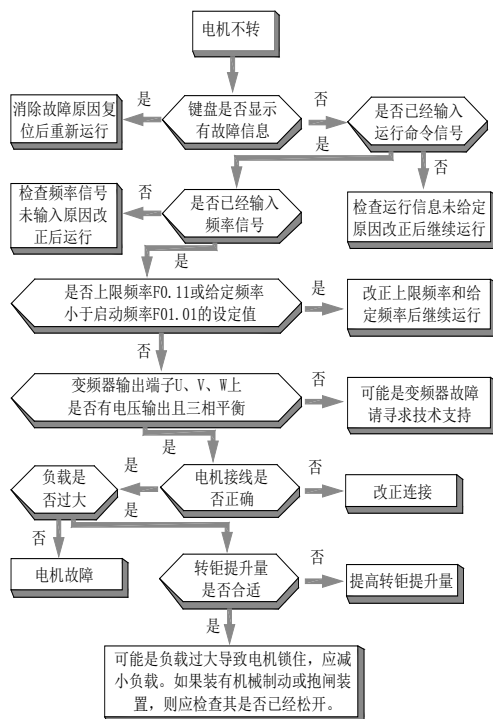 电机不转
是
否
消除故障原因复
位后重新运行
键盘是否显示
有故障信息
是否已经输入
运行命令信号
是
否
检查频率信号
未输入原因改
正后运行
否
是否已经输入
频率信号
检查运行信息未给定
原因改正后继续运行
是
是否上限频率F0.11或给定频率
小于启动频率F01.01的设定值
是
改正上限频率和给
定频率后继续运行
否
变频器输出端子U、V、W上
是否有电压输出且三相平衡
否
可能是变频器故障
请寻求技术支持
是
负载是
否过大
是
电机接线是
否正确
否
改正连接
是
否
电机故障
转钜提升量
是否合适
否
提高转钜提升量
是
可能是负载过大导致电机锁住，应减
小负载。如果装有机械制动或抱闸装
置，则应检查其是否已经松开。